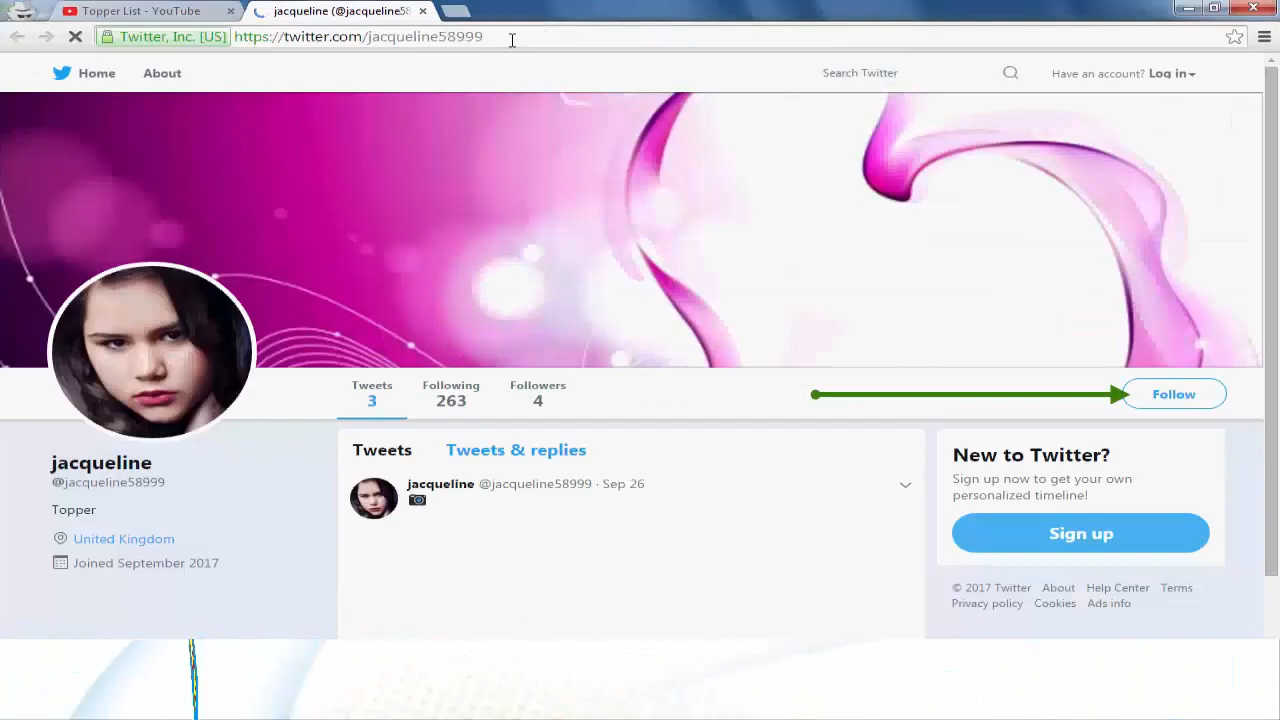 Topper List - YouTube
jacqueline (@jacqueline58
Twitter, Inc. [US] https://twitter.com/jacqueline58999
Home About Search Twitter Have an account? Log in
Tweets Following Followers
3 263 4
Follow
jacqueline
@jacqueline58999
Topper
United Kingdom
Joined September 2017
Tweets Tweets & replies
jacqueline @jacqueline58999 · Sep 26
New to Twitter?
Sign up now to get your own
personalized timeline!
Sign up
© 2017 Twitter About Help Center Terms
Privacy policy Cookies Ads info